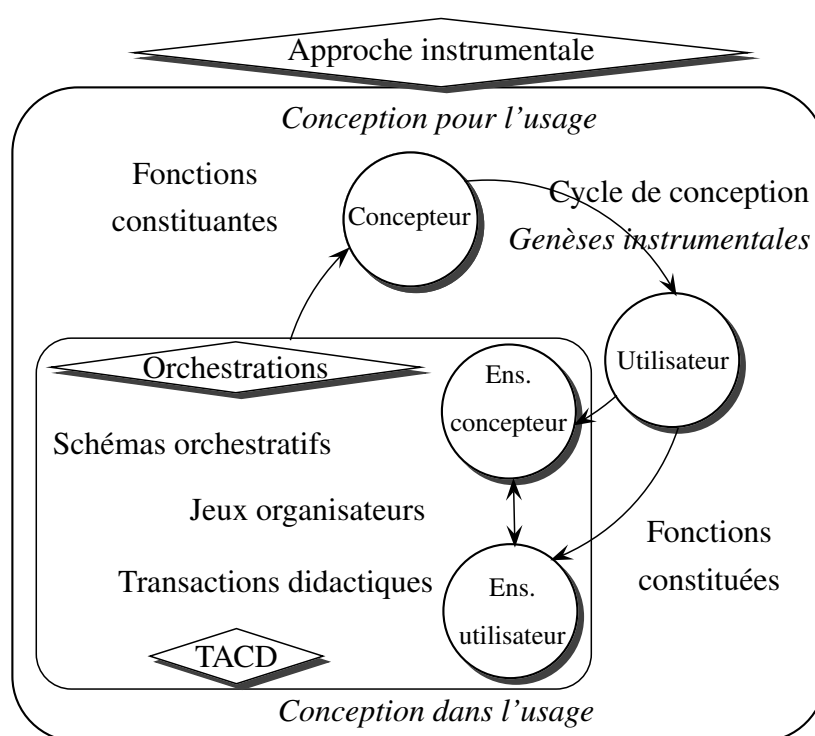 Approche instrumentale
Conception pour l'usage
Fonctions
constituantes
Concepteur
Cycle de conception
Genèses instrumentales
Utilisateur
Orchestrations
Ens.
concepteur
Schémas orchestratifs
Jeux organisateurs
Transactions didactiques
Ens.
utilisateur
Fonctions
constituées
TACD
Conception dans l'usage